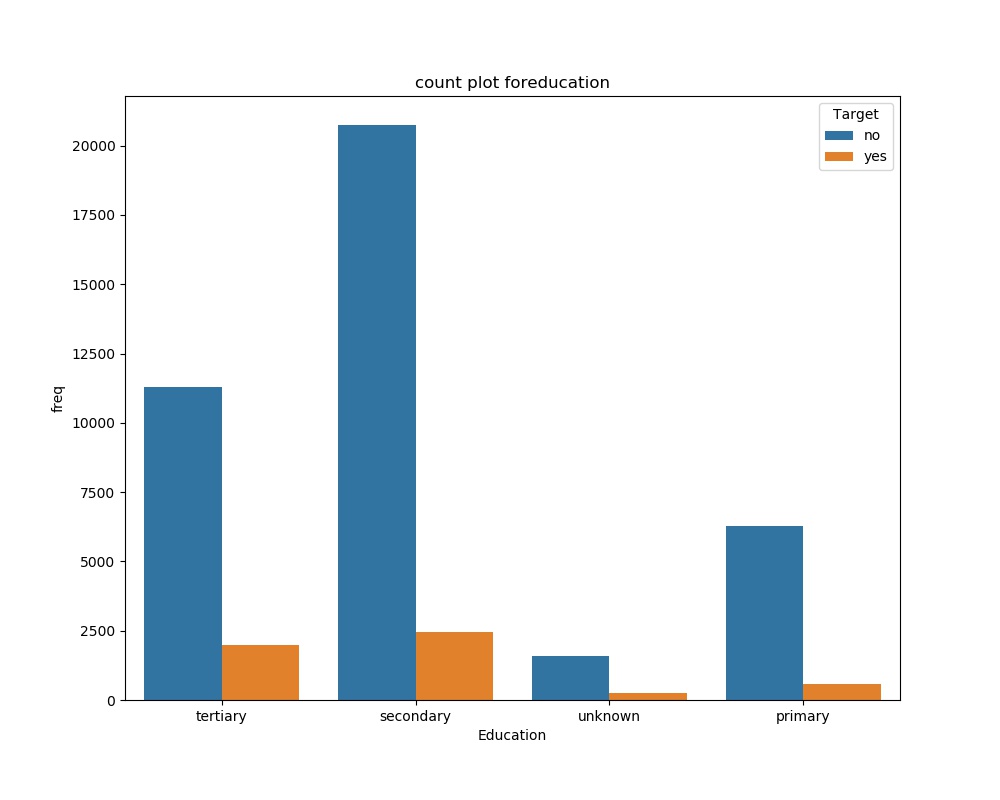 count plot foreducation
Target
no
yes
20000
17500
15000
12500
10000
7500
5000
2500
0
freq
tertiary
secondary
unknown
primary
Education